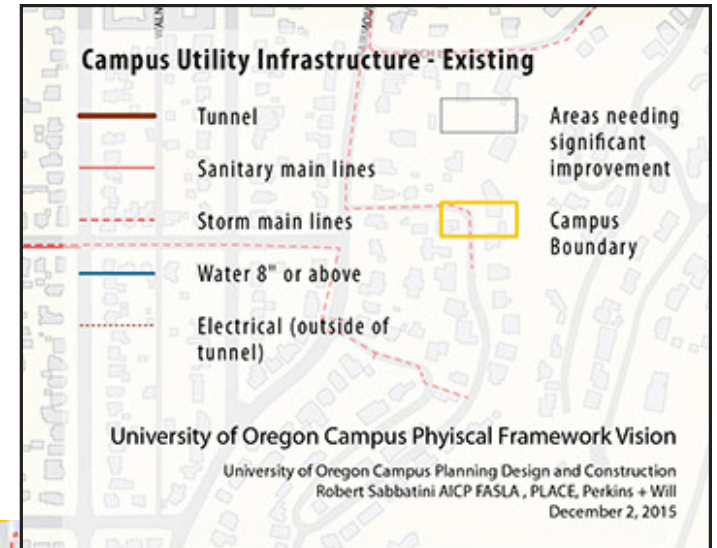 WALN
Campus Utility Infrastructure - Existing
Tunnel
Sanitary main lines
Storm main lines
Water 8" or above
Electrical (outside of
tunnel)
Areas needing
significant
improvement
Campus
Boundary
University of Oregon Campus Phyiscal Framework Vision
University of Oregon Campus Planning Design and Construction
Robert Sabbatini AICP FASLA , PLACE, Perkins + Will
December 2, 2015